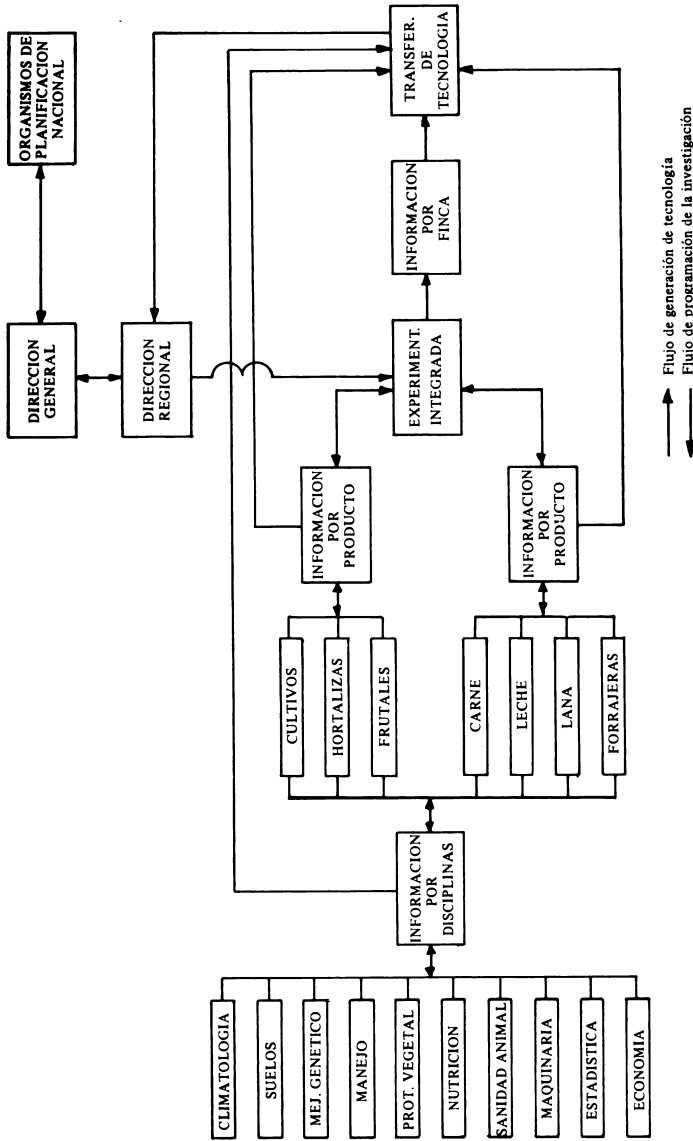 ORGANISMOS DE
PLANIFICACION
NACIONAL
DIRECCION
GENERAL
DIRECCION
REGIONAL
TRANSFER.
DE
TECNOLOGIA
INFORMACION
POR
FINCA
EXPERIMENT.
INTEGRADA
INFORMACION
POR
PRODUCTO
INFORMACION
POR
PRODUCTO
CULTIVOS
HORTALIZAS
FRUTALES
CARNE
LECHE
LANA
FORRAJERAS
INFORMACION
POR
DISCIPLINAS
CLIMATOLOGIA
SUELOS
MEJ. GENETICO
MANEJO
PROT. VEGETAL
NUTRICION
SANIDAD ANIMAL
MAQUINARIA
ESTADISTICA
ECONOMIA
Flujo de generación de tecnología
Flujo de programación de la investigación